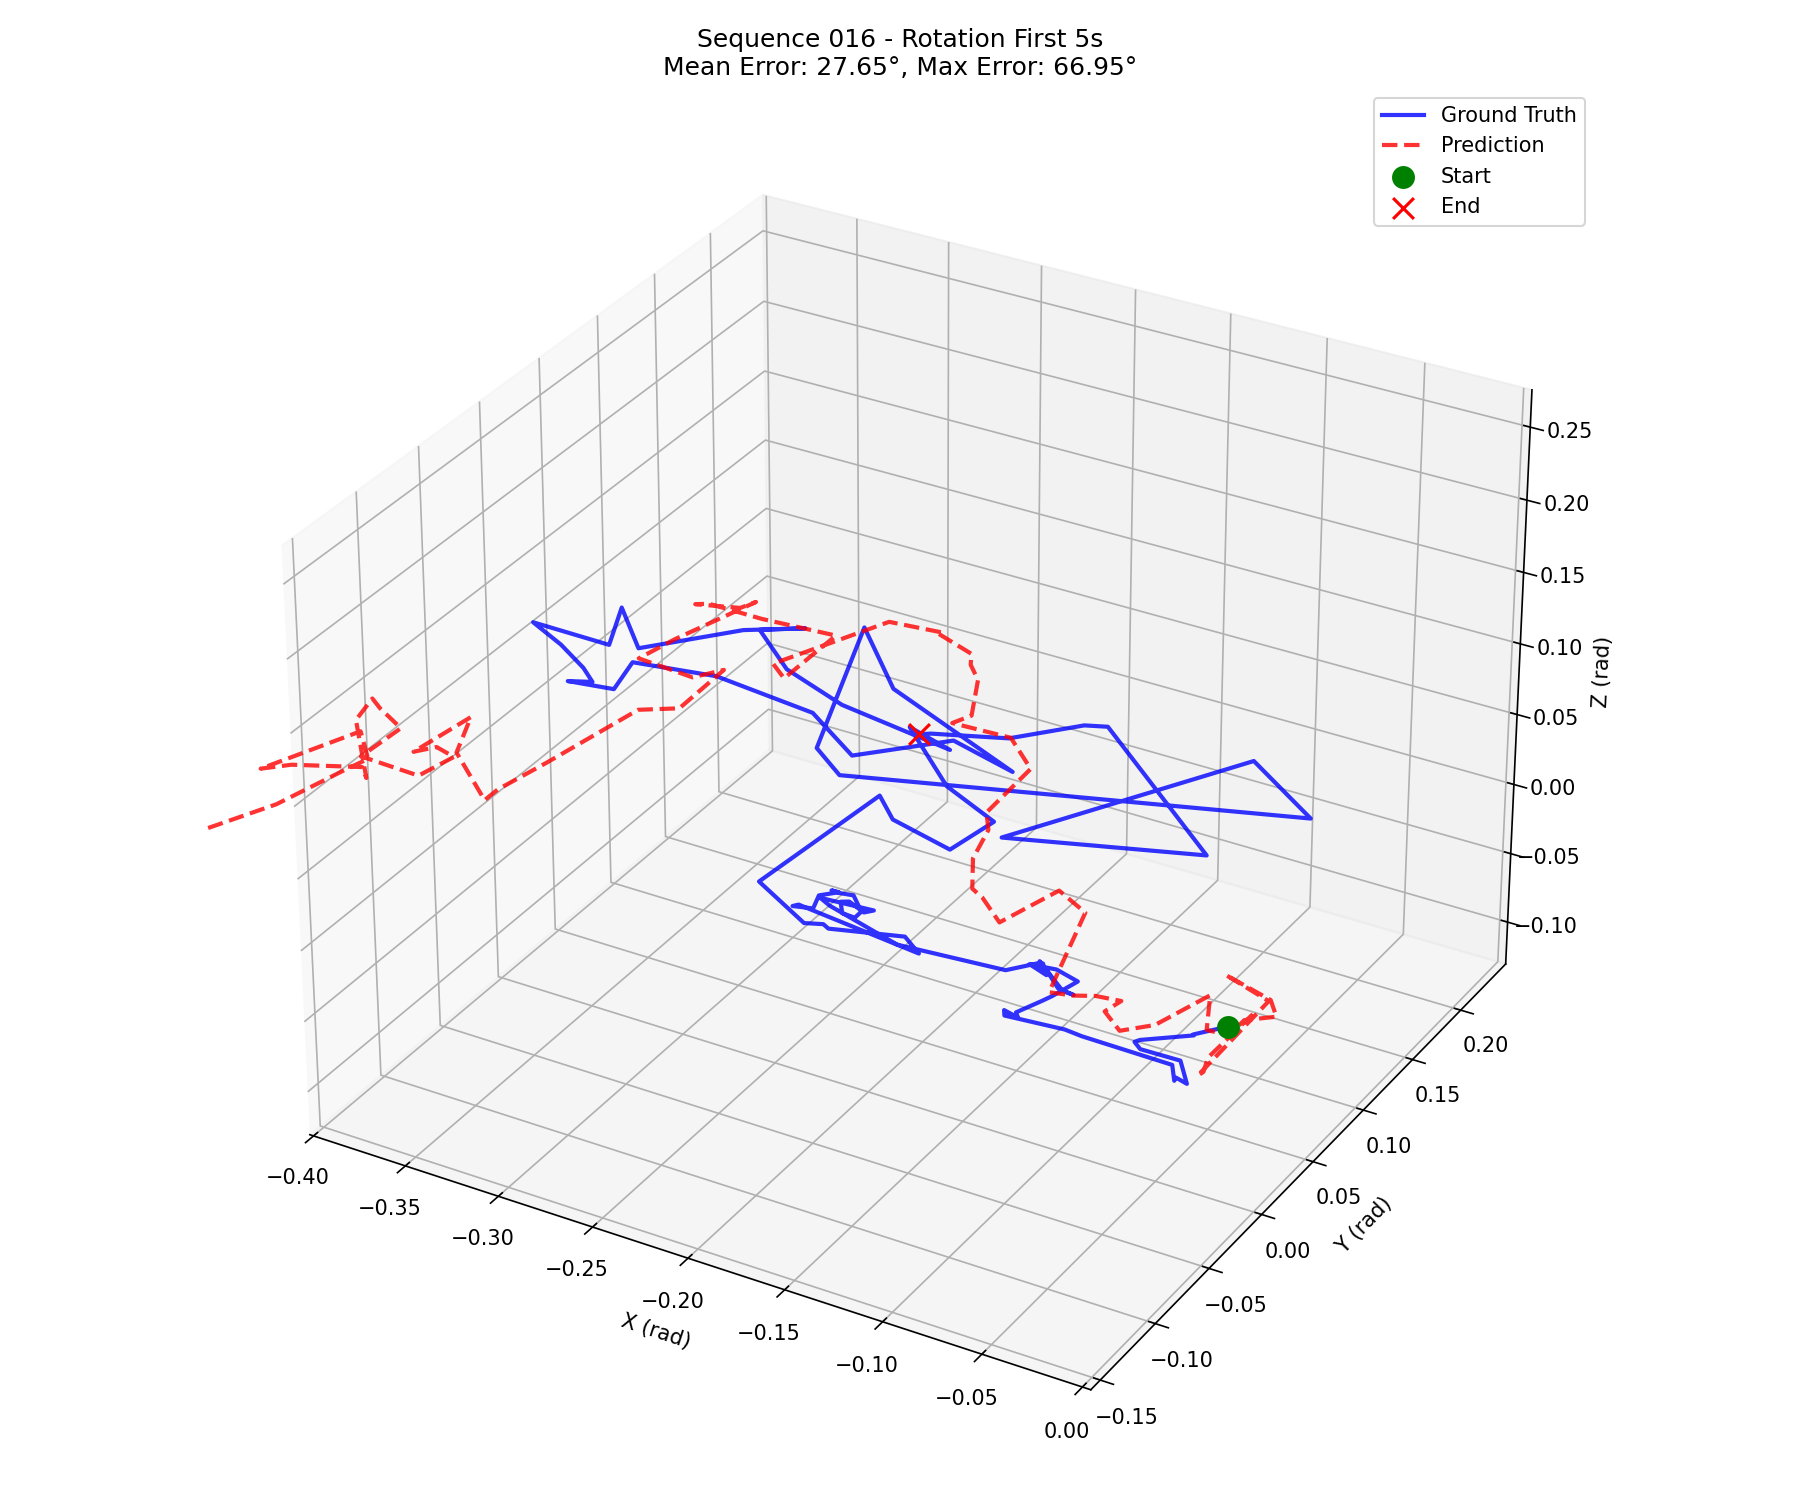 Sequence 016 - Rotation First 5s
Mean Error: 27.65°, Max Error: 66.95°
Ground Truth
Prediction
Start
End
0.25
0.20
0.15
0.10
0.05
0.00
−0.05
−0.10
Z (rad)
0.20
0.15
0.10
0.05
0.00
−0.05
−0.10
−0.15
Y (rad)
−0.40
−0.35
−0.30
−0.25
−0.20
−0.15
−0.10
−0.05
0.00
X (rad)